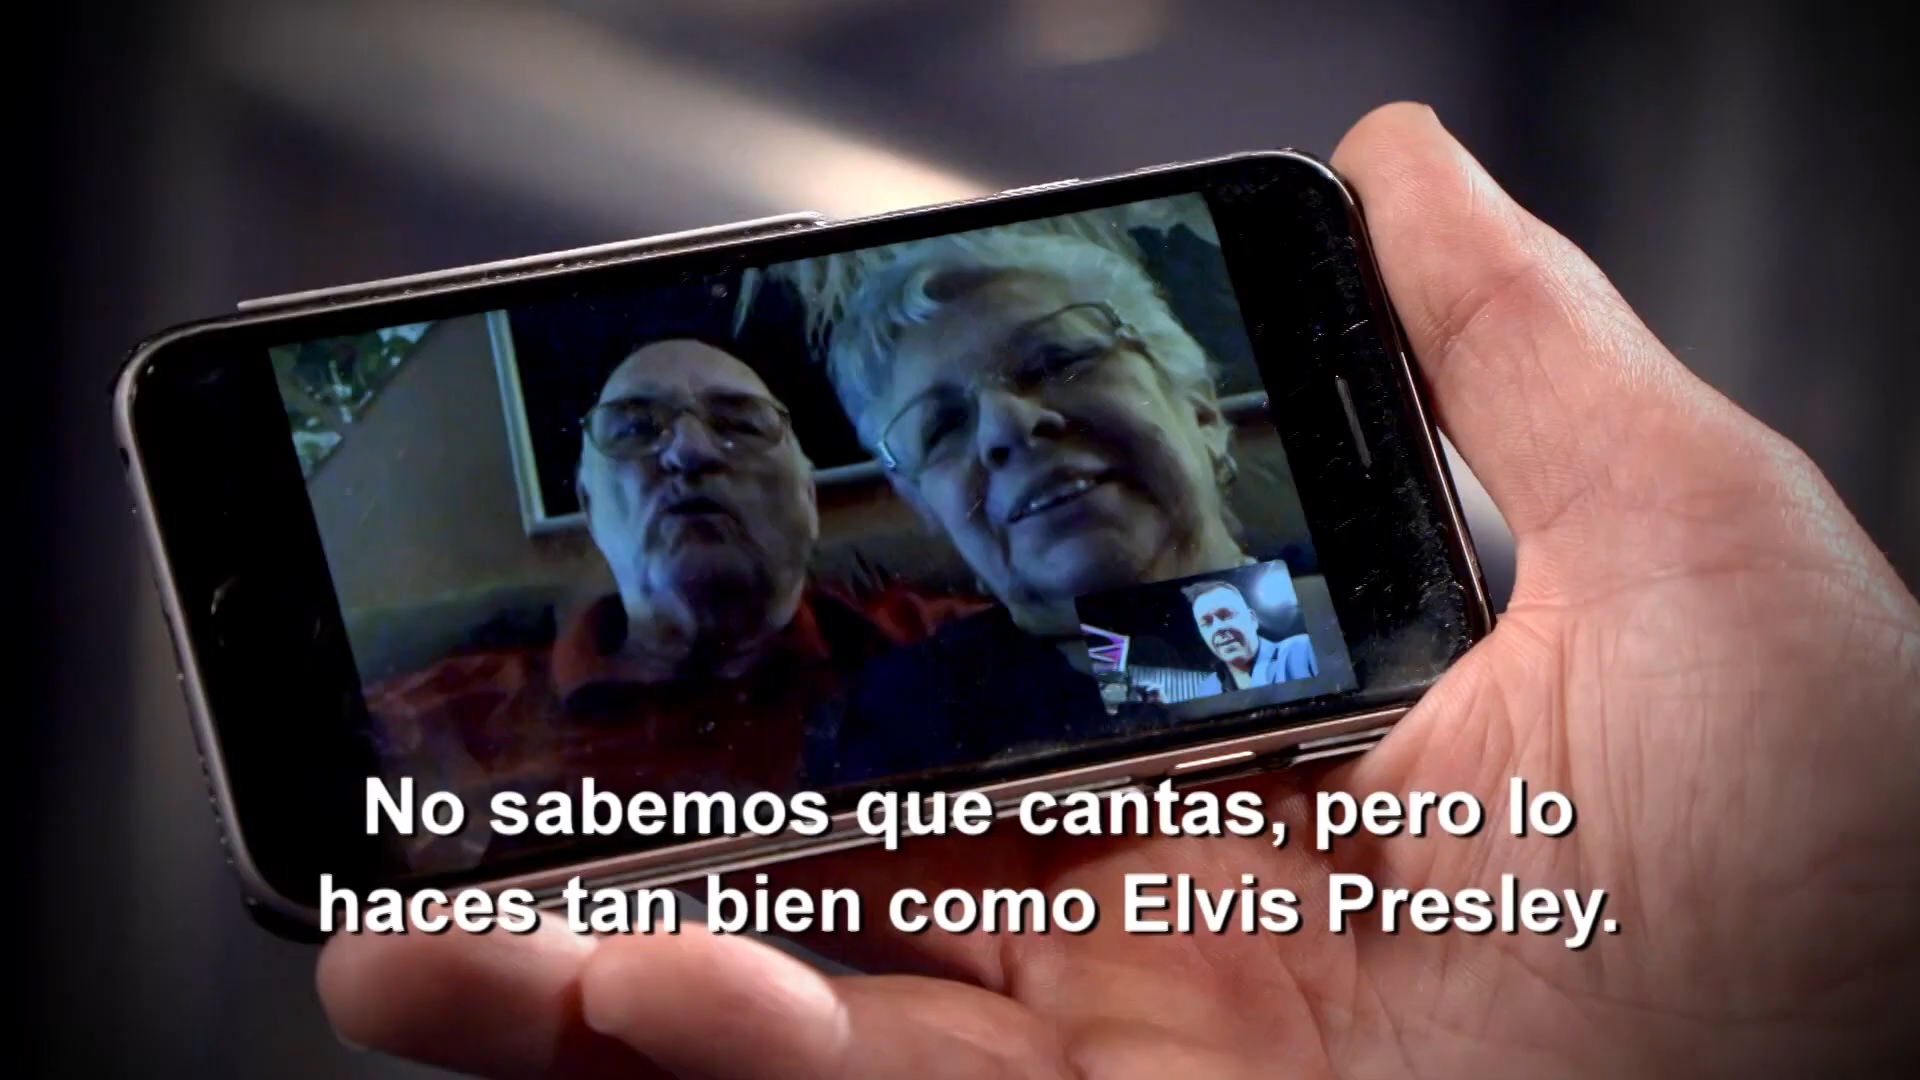 No sabemos que cantas, pero lo
haces tan bien como Elvis Presley.